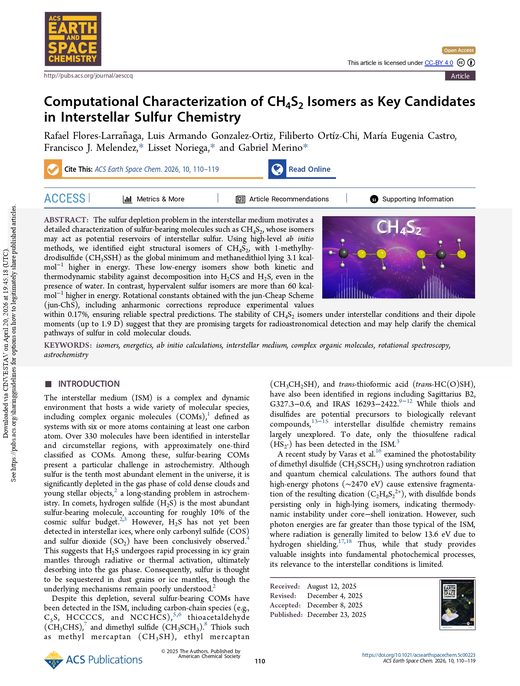 ACS
EARTH
AND
SPACE
CHEMISTRY
http://pubs.acs.org/journal/aesccq
Open Access
This article is licensed under CC-BY 4.0
Article
Computational Characterization of CH4S2 Isomers as Key Candidates
in Interstellar Sulfur Chemistry
Rafael Flores-Larrañaga, Luis Armando Gonzalez-Ortiz, Filiberto Ortíz-Chi, María Eugenia Castro,
Francisco J. Melendez,* Lisset Noriega,* and Gabriel Merino*
Cite This: ACS Earth Space Chem. 2026, 10, 110–119
Read Online
ACCESS
Metrics & More
Article Recommendations
Supporting Information
ABSTRACT: The sulfur depletion problem in the interstellar medium motivates a
detailed characterization of sulfur-bearing molecules such as CH4S2, whose isomers
may act as potential reservoirs of interstellar sulfur. Using high-level ab initio
methods, we identified eight structural isomers of CH4S2, with 1-methylhy-
drodisulfide (CH3SSH) as the global minimum and methanedithiol lying 3.1 kcal·
mol−1 higher in energy. These low-energy isomers show both kinetic and
thermodynamic stability against decomposition into H2CS and H2S, even in the
presence of water. In contrast, hypervalent sulfur isomers are more than 60 kcal·
mol−1 higher in energy. Rotational constants obtained with the jun-Cheap Scheme
(jun-ChS), including anharmonic corrections reproduce experimental values
within 0.17%, ensuring reliable spectral predictions. The stability of CH4S2 isomers under interstellar conditions and their dipole
moments (up to 1.9 D) suggest that they are promising targets for radioastronomical detection and may help clarify the chemical
pathways of sulfur in cold molecular clouds.
CH4S2
KEYWORDS: isomers, energetics, ab initio calculations, interstellar medium, complex organic molecules, rotational spectroscopy,
astrochemistry
INTRODUCTION
The interstellar medium (ISM) is a complex and dynamic
environment that hosts a wide variety of molecular species,
including complex organic molecules (COMs),1 defined as
systems with six or more atoms containing at least one carbon
atom. Over 330 molecules have been identified in interstellar
and circumstellar regions, with approximately one-third
classified as COMs. Among these, sulfur-bearing COMs
present a particular challenge in astrochemistry. Although
sulfur is the tenth most abundant element in the universe, it is
significantly depleted in the gas phase of cold dense clouds and
young stellar objects,2 a long-standing problem in astrochem-
istry. In comets, hydrogen sulfide (H2S) is the most abundant
sulfur-bearing molecule, accounting for roughly 10% of the
cosmic sulfur budget.2,3 However, H2S has not yet been
detected in interstellar ices, where only carbonyl sulfide (COS)
and sulfur dioxide (SO2) have been conclusively observed.4
This suggests that H2S undergoes rapid processing in icy grain
mantles through radiative or thermal activation, ultimately
desorbing into the gas phase. Consequently, sulfur is thought
to be sequestered in dust grains or ice mantles, though the
underlying mechanisms remain poorly understood.2
Despite this depletion, several sulfur-bearing COMs have
been detected in the ISM, including carbon-chain species (e.g.,
C5S, HCCCCS, and NCCHCS),5,6 thioacetaldehyde
(CH3CHS),7 and dimethyl sulfide (CH3SCH3).8 Thiols such
as methyl mercaptan (CH3SH), ethyl mercaptan
(CH3CH2SH), and trans-thioformic acid (trans-HC(O)SH),
have also been identified in regions including Sagittarius B2,
G327.3−0.6, and IRAS 16293−2422.9−12 While thiols and
disulfides are potential precursors to biologically relevant
compounds,13−15 interstellar disulfide chemistry remains
largely unexplored. To date, only the thiosulfene radical
(HS2·) has been detected in the ISM.3
A recent study by Varas et al.16 examined the photostability
of dimethyl disulfide (CH3SSCH3) using synchrotron radiation
and quantum chemical calculations. The authors found that
high-energy photons (∼2470 eV) cause extensive fragmenta-
tion of the resulting dication (C2H6S2 2+), with disulfide bonds
persisting only in high-lying isomers, indicating thermody-
namic instability under core−shell ionization. However, such
photon energies are far greater than those typical of the ISM,
where radiation is generally limited to below 13.6 eV due to
hydrogen shielding.17,18 Thus, while that study provides
valuable insights into fundamental photochemical processes,
its relevance to the interstellar medium is limited.
Received: August 12, 2025
Revised: December 4, 2025
Accepted: December 8, 2025
Published: December 23, 2025
ACS Publications
© 2025 The Authors. Published by
American Chemical Society
110
https://doi.org/10.1021/acsearthspacechem.5c00223
ACS Earth Space Chem. 2026, 10, 110−119
Downloaded via CINVESTAV on April 20, 2026 at 19:45:18 (UTC).
See https://pubs.acs.org/sharingguidelines for options on how to legitimately share published articles.